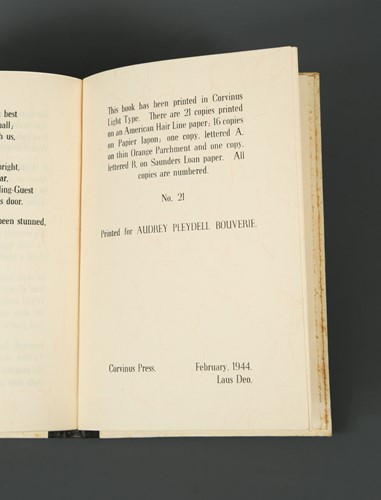 best
hall;
h us,
right,
ar,
ling-Guest
s door.
been stunned,
This book has been printed in Corvinus
Light Type. There are 21 copies printed
on an American Hair Line paper; 16 copies
on Papier Japon; one copy, lettered A,
on thin Orange Parchment and one copy,
lettered B, on Saunders Loan paper. All
copies are numbered.
No. 21
Printed for AUDREY PLEYDELL BOUVERIE.
Corvinus Press. February, 1944.
Laus Deo.